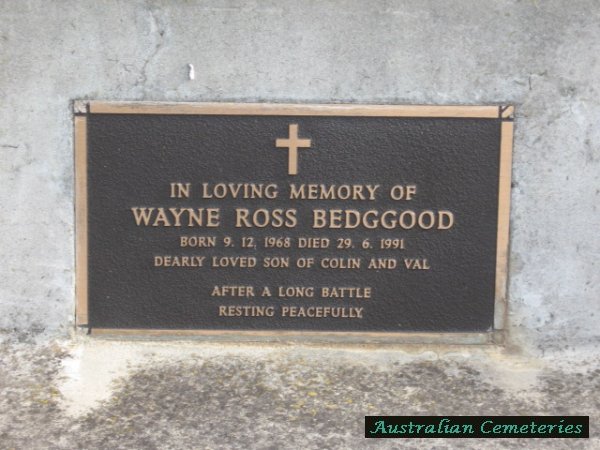 IN LOVING MEMORY OF
WAYNE ROSS BEDGGOOD
BORN 9. 12. 1968 DIED 29. 6. 1991
DEARLY LOVED SON OF COLIN AND VAL
AFTER A LONG BATTLE
RESTING PEACEFULLY
Australian Cemeteries